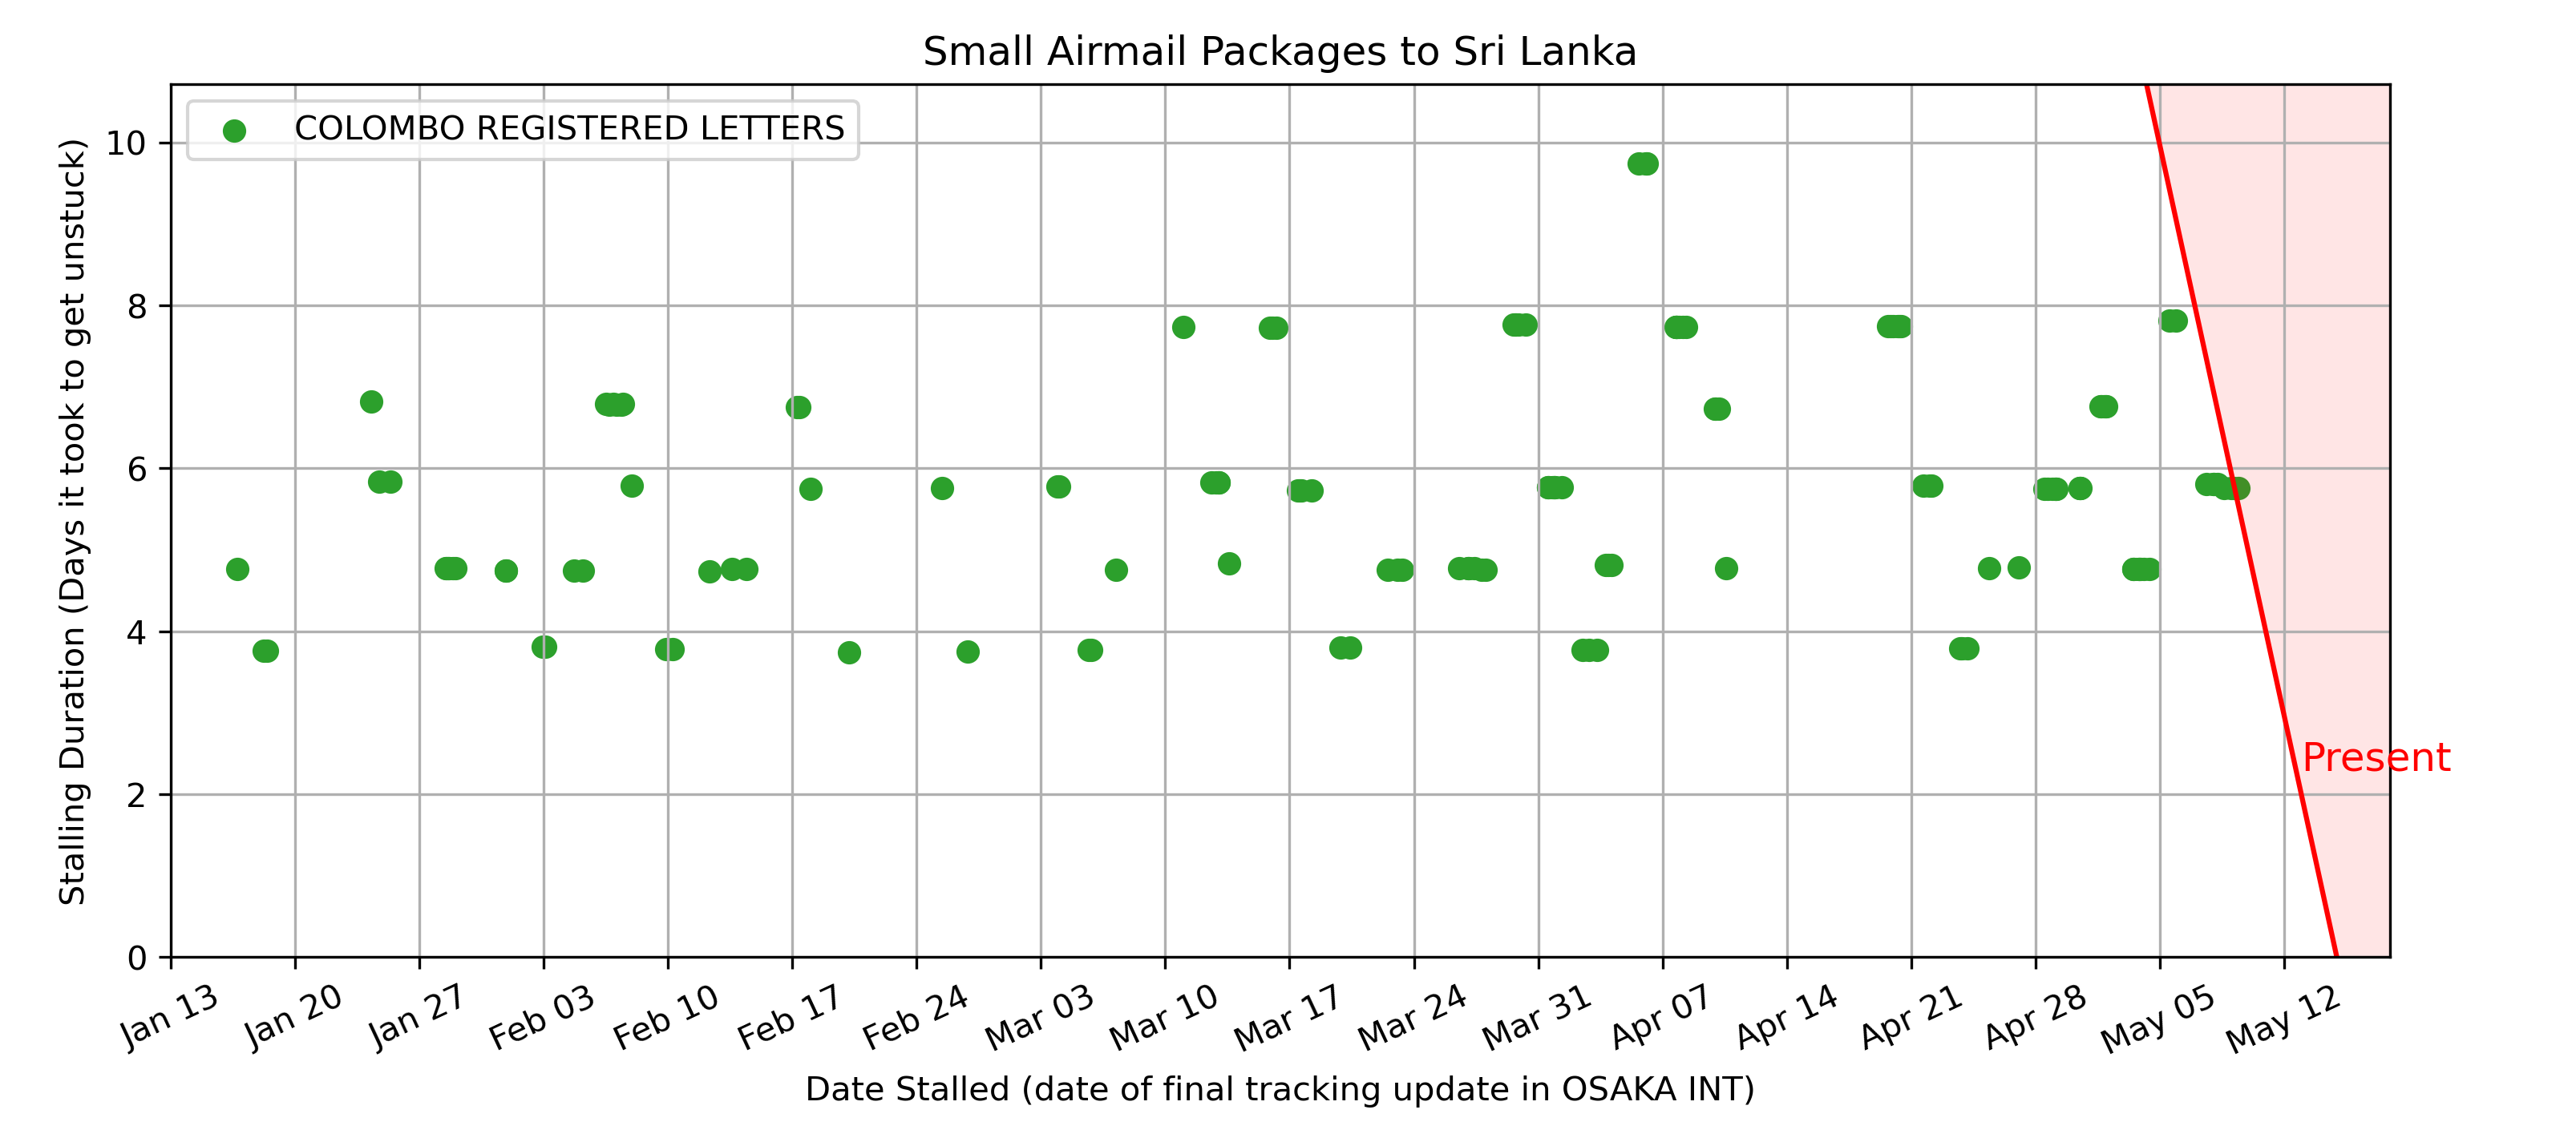 Small Airmail Packages to Sri Lanka
COLOMBO REGISTERED LETTERS
Stalling Duration (Days it took to get unstuck)
10
8
6
4
2
0
Present
Jan 13
Jan 20
Jan 27
Feb 03
Feb 10
Feb 17
Feb 24
Mar 03
Mar 10
Mar 17
Mar 24
Mar 31
Apr 07
Apr 14
Apr 21
Apr 28
May 05
May 12
Date Stalled (date of final tracking update in OSAKA INT)